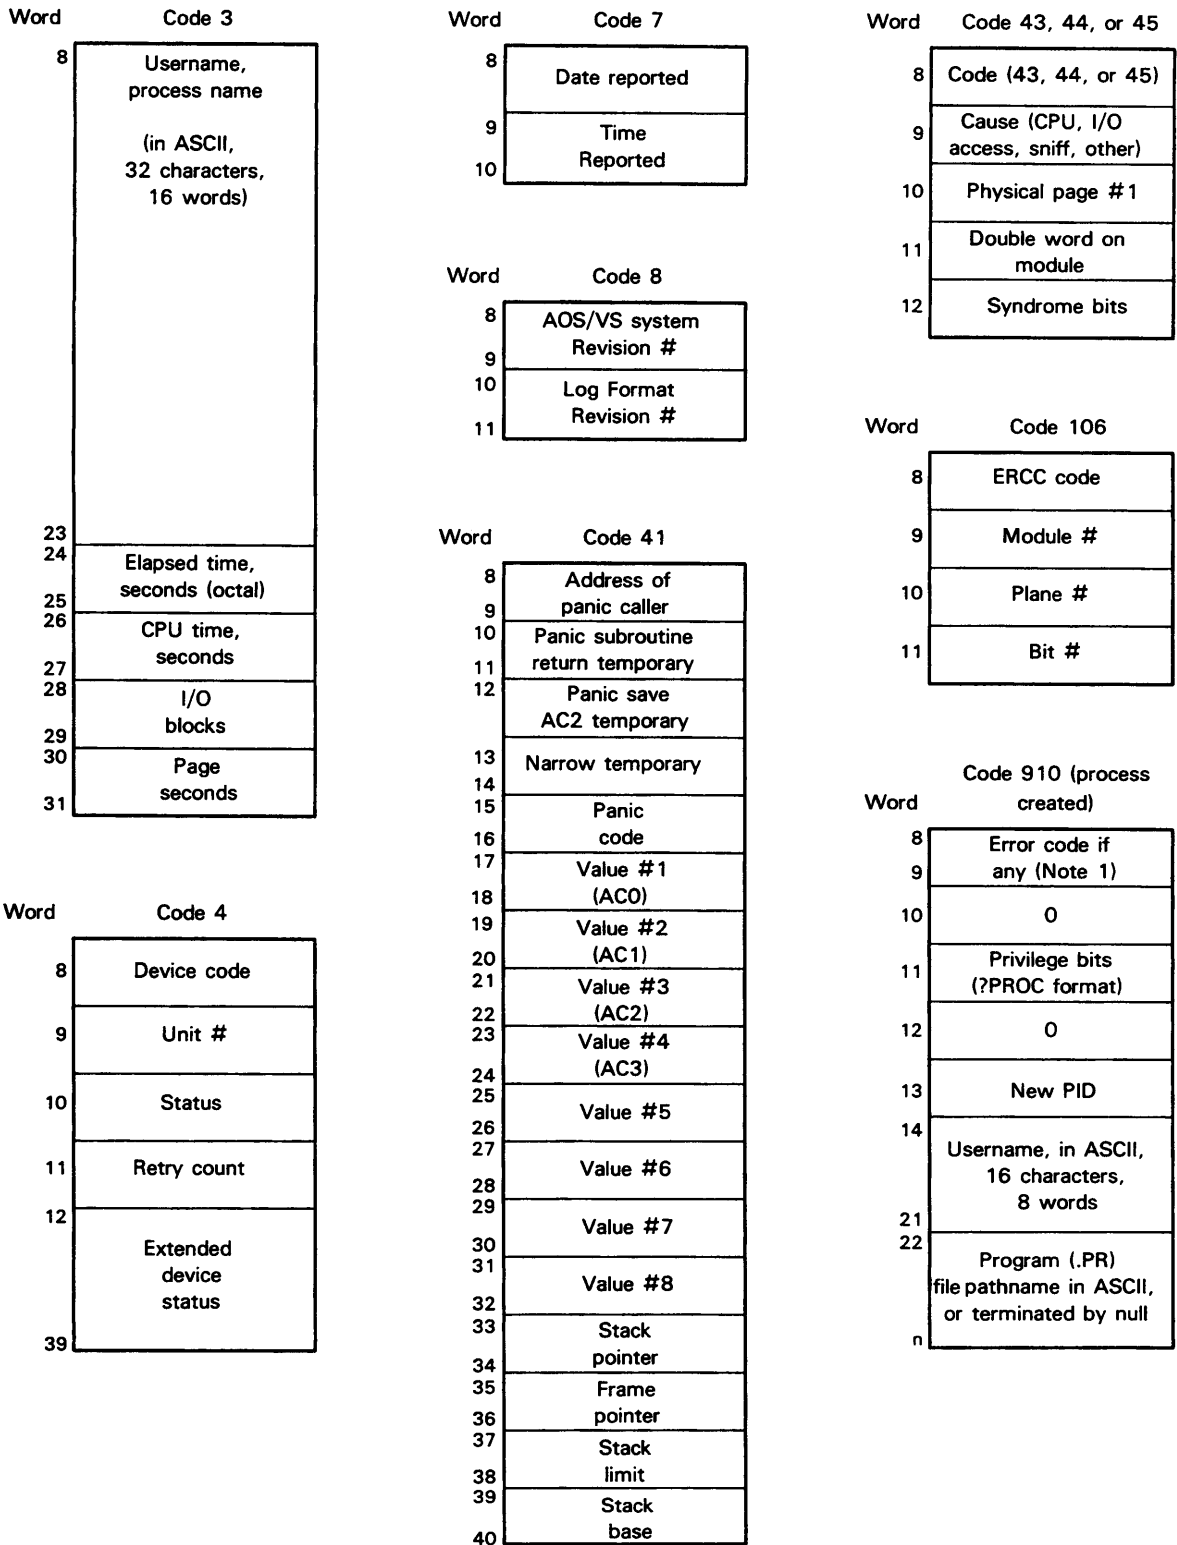 Word Code 3
8
Username,
process name
(in ASCII,
32 characters,
16 words)
23
24
Elapsed time,
seconds (octal)
25
26
CPU time,
seconds
27
28
I/O
blocks
29
30
Page
seconds
31
Word Code 4
8 Device code
9 Unit #
10 Status
11 Retry count
12
Extended
device
status
39
Word Code 7
8
Date reported
9
Time
Reported
10
Word Code 8
8
AOS/VS system
Revision #
9
10
Log Format
Revision #
11
Word Code 41
8
Address of
panic caller
9
10
Panic subroutine
return temporary
11
12
Panic save
AC2 temporary
13
Narrow temporary
14
15
Panic
code
16
17
Value #1
(AC0)
18
19
Value #2
(AC1)
20
21
Value #3
(AC2)
22
23
Value #4
(AC3)
24
25
Value #5
26
27
Value #6
28
29
Value #7
30
31
Value #8
32
33
Stack
pointer
34
35
Frame
pointer
36
37
Stack
limit
38
39
Stack
base
40
Word Code 43, 44, or 45
8 Code (43, 44, or 45)
9
Cause (CPU, I/O
access, sniff, other)
10 Physical page #1
11
Double word on
module
12 Syndrome bits
Word Code 106
8 ERCC code
9 Module #
10 Plane #
11 Bit #
Code 910 (process
Word created)
8
Error code if
any (Note 1)
9
10 0
11
Privilege bits
(?PROC format)
12 0
13 New PID
14
Username, in ASCII,
16 characters,
8 words
21
22
Program (.PR)
file pathname in ASCII,
or terminated by null
n